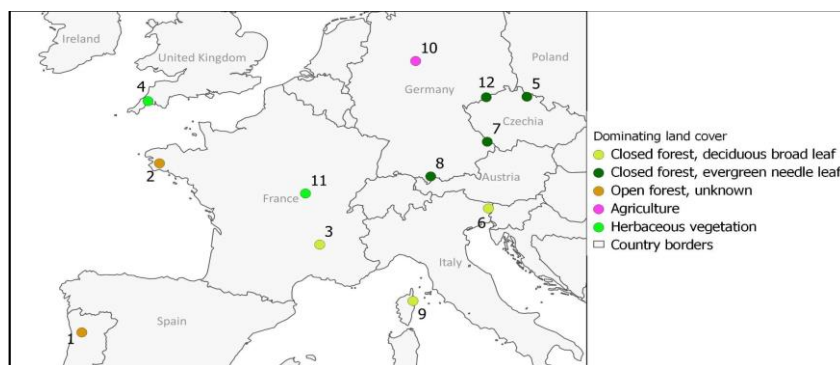 Ireland
United Kingdom
10
Poland
4
Germany
12
5
Czechia
7
2
8
Austria
11
France
3
6
Italy
Spain
1
9
Dominating land cover
Closed forest, deciduous broad leaf
Closed forest, evergreen needle leaf
Open forest, unknown
Agriculture
Herbaceous vegetation
Country borders